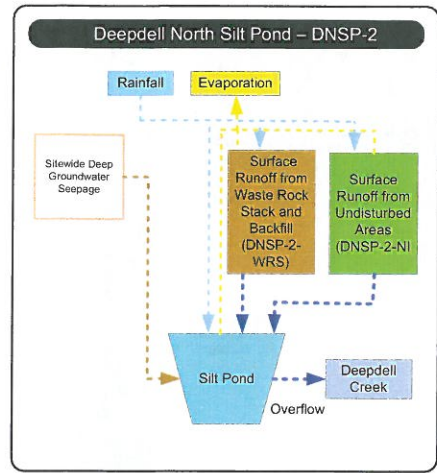 Deepdell North Silt Pond – DNSP-2
Rainfall
Evaporation
Sitewide Deep
Groundwater
Seepage
Surface
Runoff from
Waste Rock
Stack and
Backfill
(DNSP-2-
WRS)
Surface
Runoff from
Undisturbed
Areas
(DNSP-2-NI
Silt Pond
Deepdell
Creek
Overflow